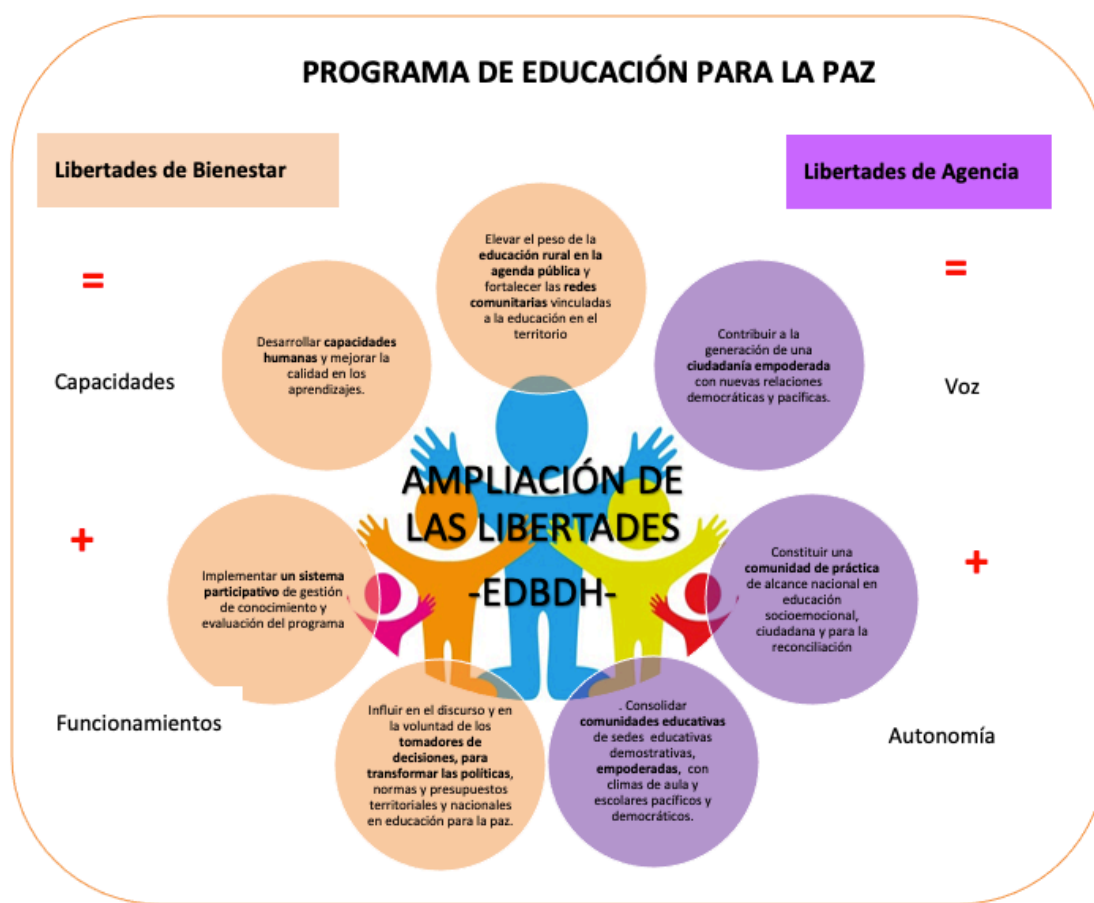 PROGRAMA DE EDUCACIÓN PARA LA PAZ
Libertades de Bienestar
Libertades de Agencia
Elevar el peso de la
educación rural en la
agenda pública y
fortalecer las redes
comunitarias vinculadas
a la educación en el
territorio
=
=
Desarrollar capacidades
humanas y mejorar la
calidad en los
aprendizajes.
Contribuir a la
generación de una
ciudadanía empoderada
con nuevas relaciones
democráticas y pacíficas.
Capacidades
Voz
AMPLIACIÓN DE
LAS LIBERTADES
-EDBDH-
+
+
Implementar un sistema
participativo de gestión
de conocimiento y
evaluación del programa
Constituir una
comunidad de práctica
de alcance nacional en
educación
socioemocional,
ciudadana y para la
reconciliación
Funcionamientos
Autonomía
Influir en el discurso y en
la voluntad de los
tomadores de
decisiones, para
transformar las políticas,
normas y presupuestos
territoriales y nacionales
en educación para la paz.
. Consolidar
comunidades educativas
de sedes educativas
demostrativas,
empoderadas, con
climas de aula y
escolares pacíficos y
democráticos.